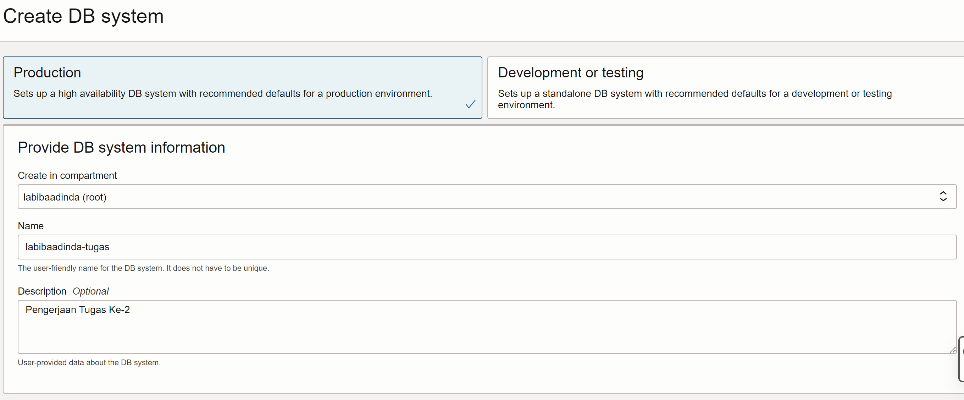 Create DB system
Production
Sets up a high availability DB system with recommended defaults for a production environment.
Development or testing
Sets up a standalone DB system with recommended defaults for a development or testing
environment.
Provide DB system information
Create in compartment
labibaadinda (root)
Name
labibaadinda-tugas
The user-friendly name for the DB system. It does not have to be unique.
Description Optional
Pengerjaan Tugas Ke-2
User-provided data about the DB system.